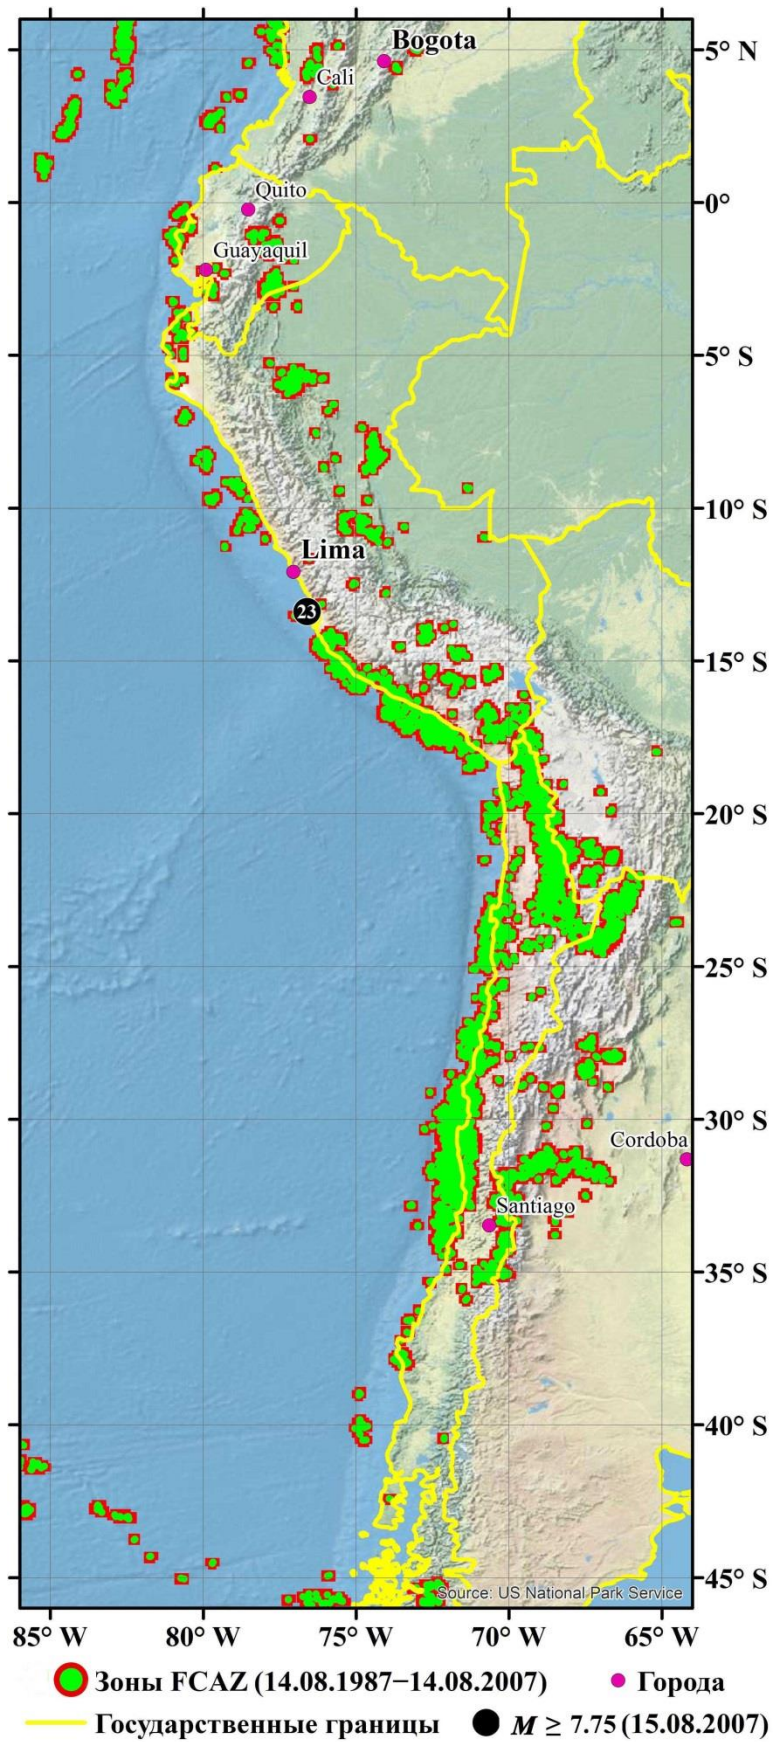 Bogota
5° N
Cali
Quito
0°
Guayaquil
5° S
10° S
Lima
23
15° S
20° S
25° S
30° S
Cordoba
Santiago
35° S
40° S
45° S
Source: US National Park Service
85° W 80° W 75° W 70° W 65° W
Зоны FCAZ (14.08.1987−14.08.2007) Города
Государственные границы M ≥ 7.75 (15.08.2007)